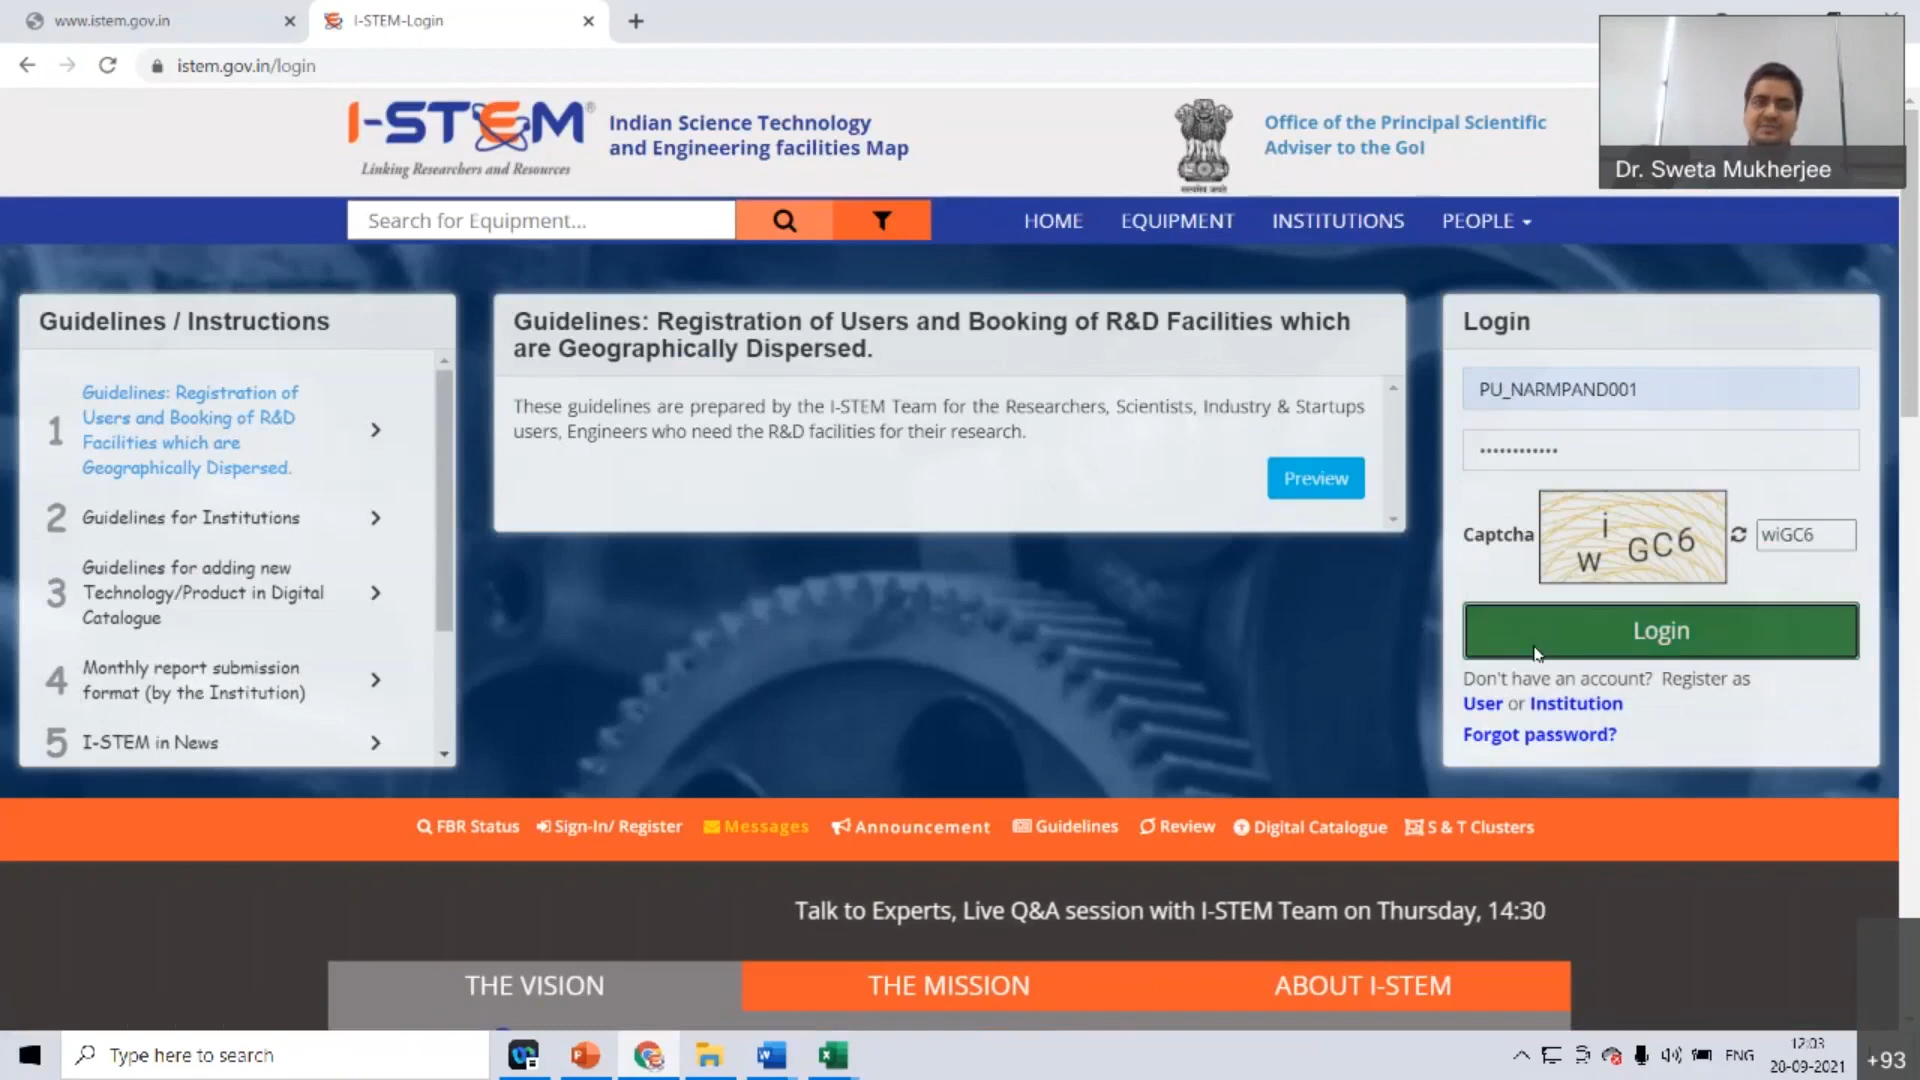 www.istem.gov.in
I-STEM-Login
istem.gov.in/login
I-STEM®
Linking Researchers and Resources
Indian Science Technology
and Engineering facilities Map
सत्यमेव जयते
Office of the Principal Scientific
Adviser to the GoI
Dr. Sweta Mukherjee
Search for Equipment...
HOME
EQUIPMENT
INSTITUTIONS
PEOPLE
Guidelines / Instructions
1
Guidelines: Registration of
Users and Booking of R&D
Facilities which are
Geographically Dispersed.
2
Guidelines for Institutions
3
Guidelines for adding new
Technology/Product in Digital
Catalogue
4
Monthly report submission
format (by the Institution)
5
I-STEM in News
Guidelines: Registration of Users and Booking of R&D Facilities which
are Geographically Dispersed.
These guidelines are prepared by the I-STEM Team for the Researchers, Scientists, Industry & Startups
users, Engineers who need the R&D facilities for their research.
Preview
Login
PU_NARMPAND001
••••••••••••
Captcha
w i GC6
wiGC6
Login
Don't have an account? Register as
User or Institution
Forgot password?
FBR Status
Sign-In/ Register
Messages
Announcement
Guidelines
Review
Digital Catalogue
S & T Clusters
Talk to Experts, Live Q&A session with I-STEM Team on Thursday, 14:30
THE VISION
THE MISSION
ABOUT I-STEM
Type here to search
ENG
12:03
20-09-2021
+93